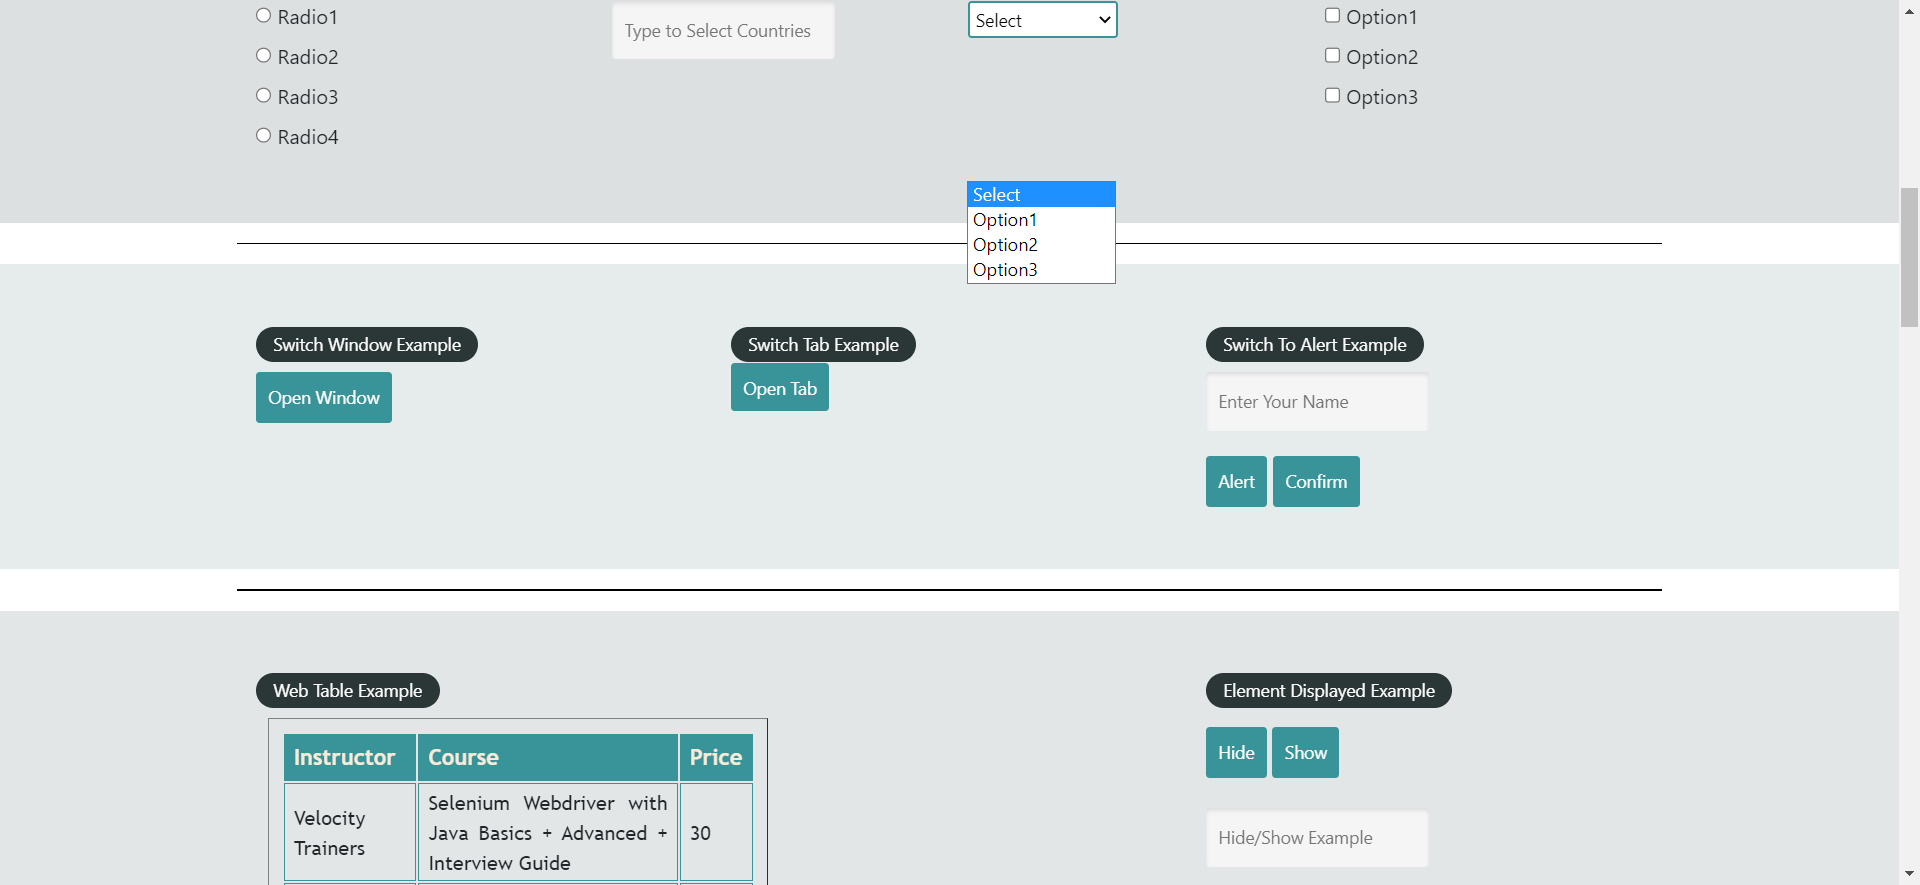 Radio1
Radio2
Radio3
Radio4
Type to Select Countries
Select
Option1
Option2
Option3
Select
Option1
Option2
Option3
Switch Window Example
Open Window
Switch Tab Example
Open Tab
Switch To Alert Example
Enter Your Name
Alert Confirm
Web Table Example
Instructor Course Price
Velocity
Trainers
Selenium Webdriver with
Java Basics + Advanced +
Interview Guide
30
Element Displayed Example
Hide Show
Hide/Show Example